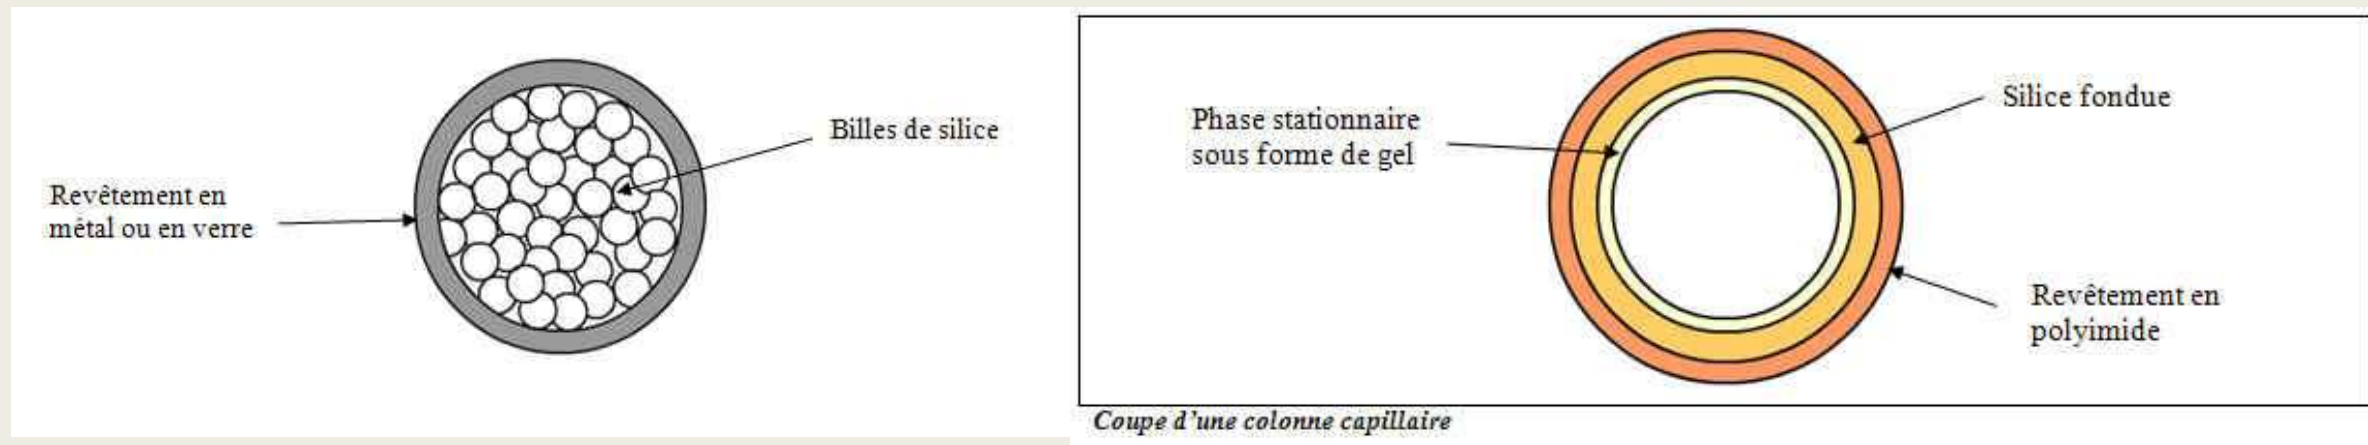 Revêtement en
métal ou en verre
Billes de silice
Phase stationnaire
sous forme de gel
Silice fondue
Revêtement en
polyimide
Coupe d'une colonne capillaire